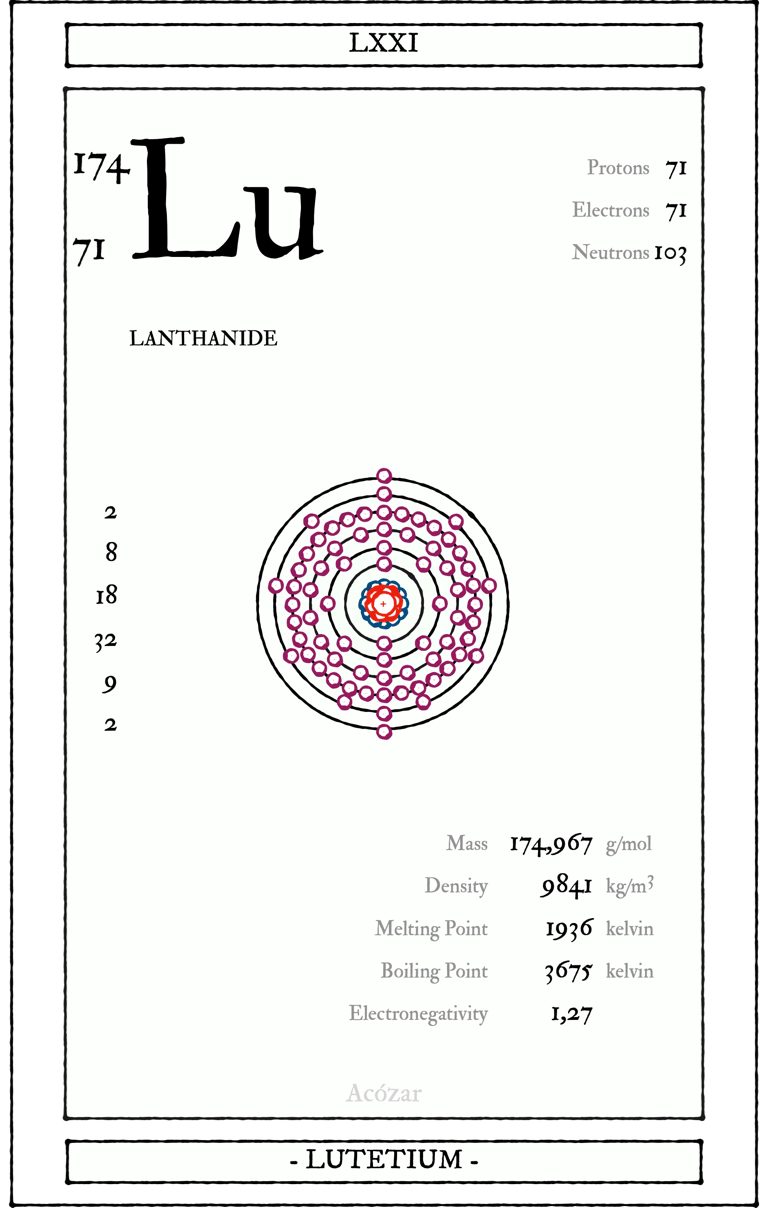 LXXI
174
Lu
71
Protons 71
Electrons 71
Neutrons 103
LANTHANIDE
2
8
18
32
9
2
Mass 174,967 g/mol
Density 9841 kg/m³
Melting Point 1936 kelvin
Boiling Point 3675 kelvin
Electronegativity 1,27
Acózar
- LUTETIUM -